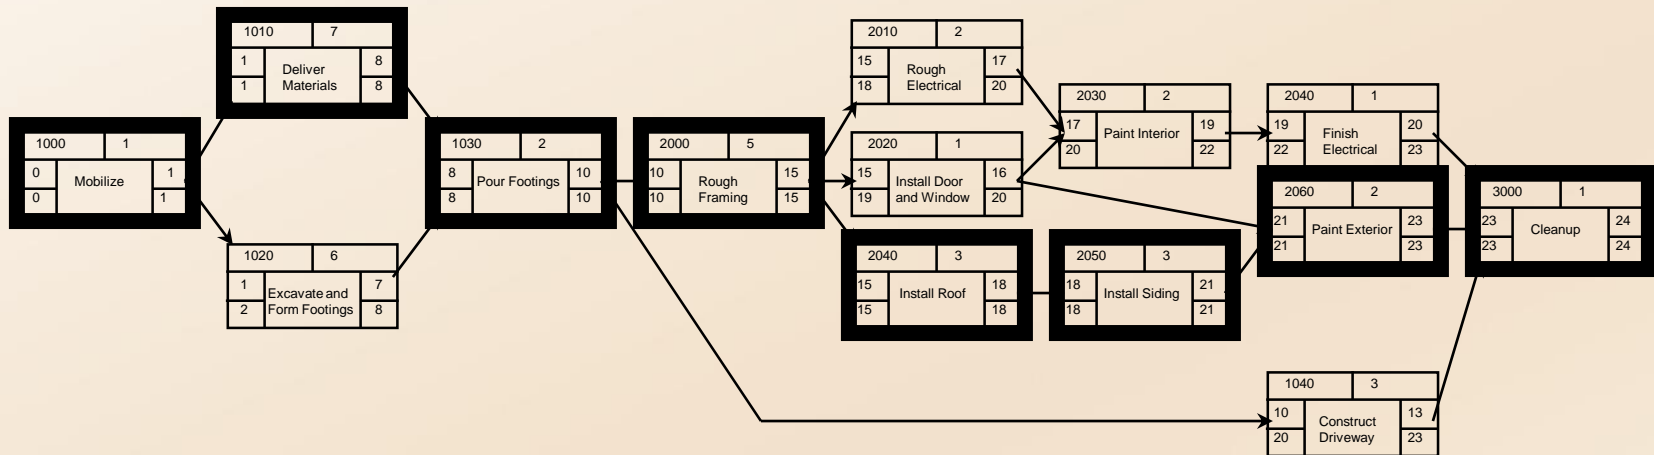 1000 1
0 1
Mobilize
0 1
1010 7
1 8
Deliver
Materials
1 8
1020 6
1 7
Excavate and
Form Footings
2 8
1030 2
8 10
Pour Footings
8 10
2000 5
10 15
Rough
Framing
10 15
2010 2
15 17
Rough
Electrical
18 20
2020 1
15 16
Install Door
and Window
19 20
2040 3
15 18
Install Roof
15 18
2030 2
17 19
Paint Interior
20 22
2050 3
18 21
Install Siding
18 21
2040 1
19 20
Finish
Electrical
22 23
2060 2
21 23
Paint Exterior
21 23
1040 3
10 13
Construct
Driveway
20 23
3000 1
23 24
Cleanup
23 24